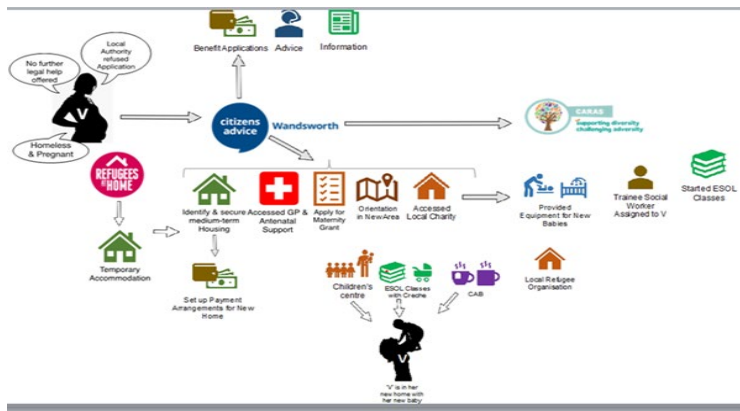 Local
Authority
refused
Application
No further
legal help
offered
V
Homeless
& Pregnant
Benefit Applications
Advice
Information
citizens
advice
Wandsworth
CARAS
supporting diversity
challenging adversity
REFUGEES
AT HOME
Temporary
Accommodation
Identify & secure
medium-term
Housing
Accessed GP &
Antenatal
Support
Apply for
Maternity
Grant
Orientation
in New Area
Accessed
Local Charity
Provided
Equipment for New
Babies
Trainee Social
Worker
Assigned to V
Started ESOL
Classes
Set up Payment
Arrangements for New
Home
Children's
centre
ESOL Classes
with Creche
CAB
Local Refugee
Organisation
V
'V' is in her
new home with
her new baby